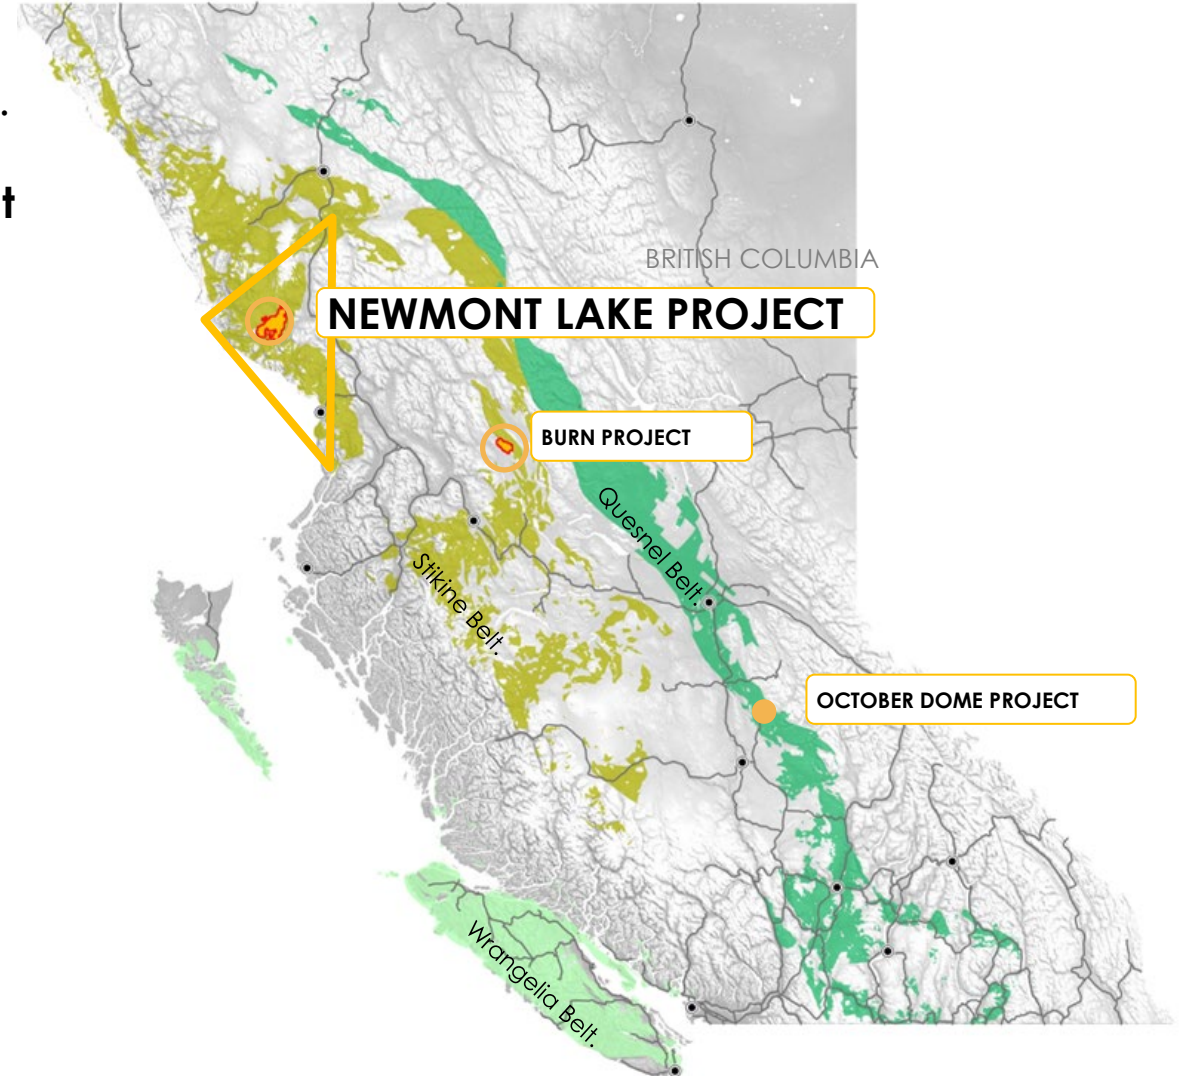 .
t
BRITISH COLUMBIA
NEWMONT LAKE PROJECT
BURN PROJECT
Quesnel Belt.
Stikine Belt.
OCTOBER DOME PROJECT
Wrangelia Belt.